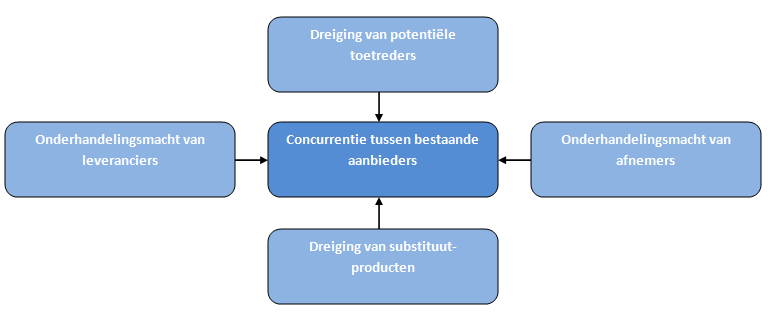 Dreiging van potentiële
toetreders
Onderhandelingsmacht van
leveranciers
Concurrentie tussen bestaande
aanbieders
Onderhandelingsmacht van
afnemers
Dreiging van substituut-
producten